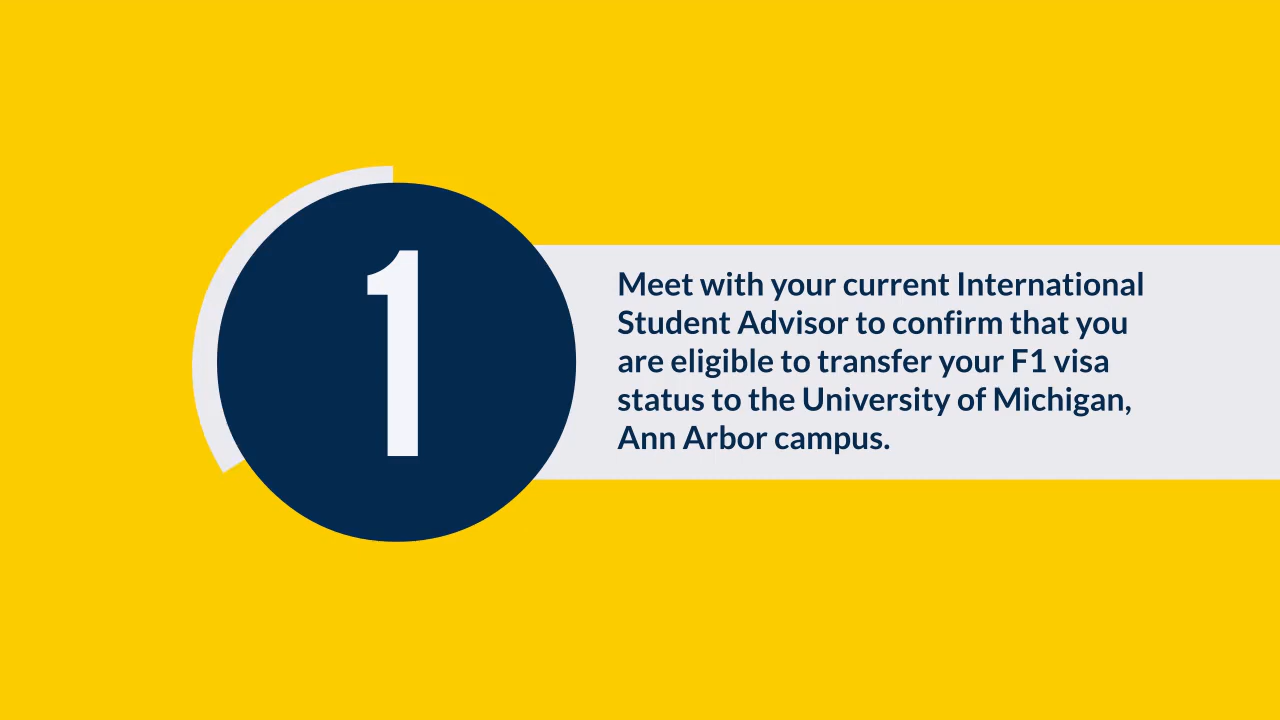 1
Meet with your current International
Student Advisor to confirm that you
are eligible to transfer your F1 visa
status to the University of Michigan,
Ann Arbor campus.